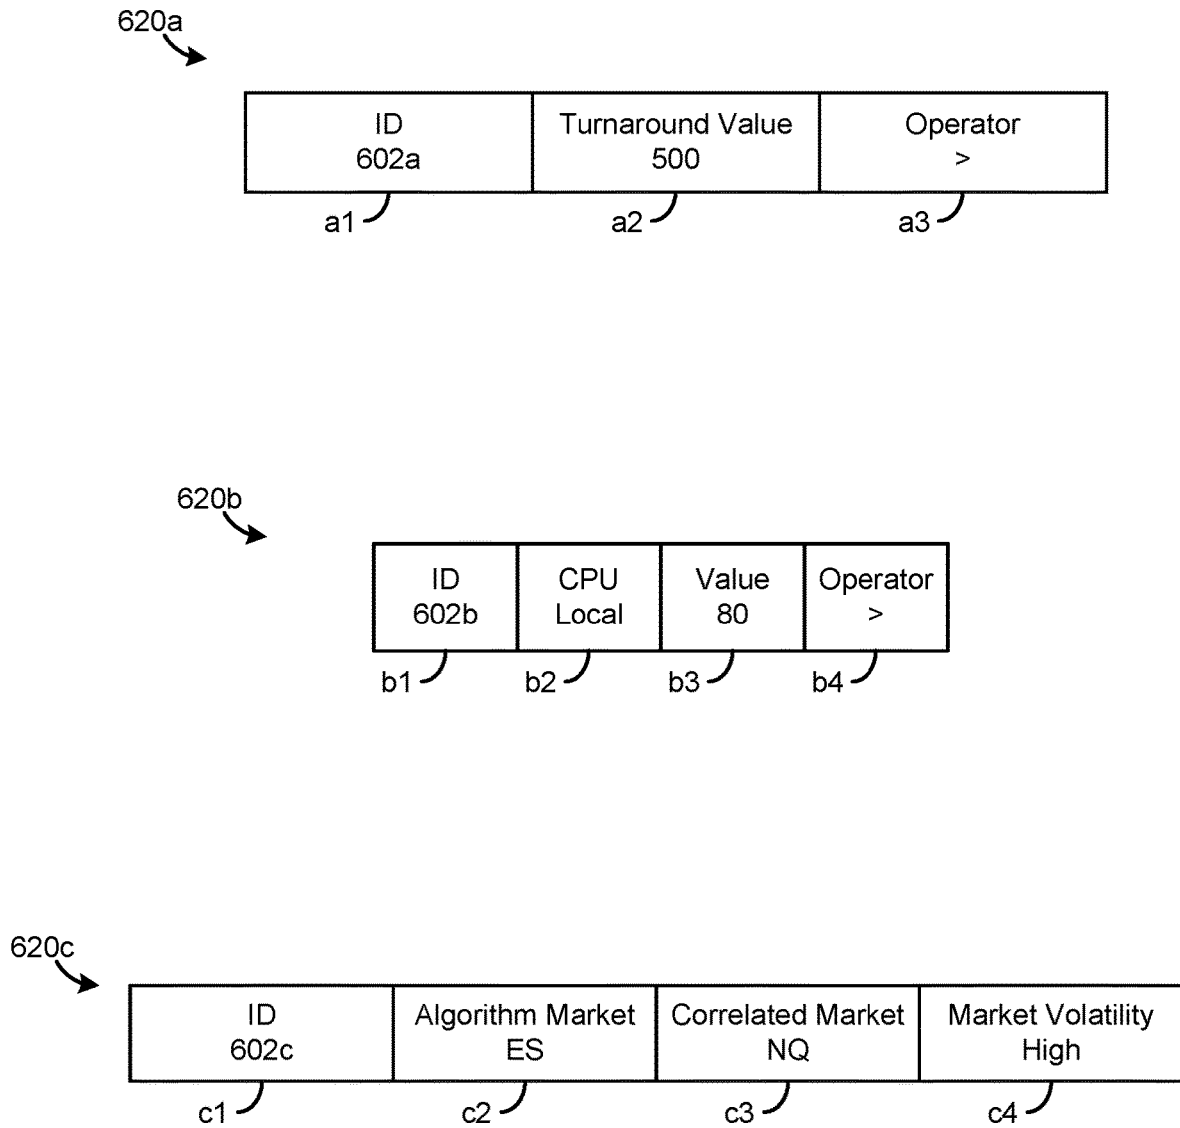 620a
ID Turnaround Value Operator
602a 500 >
a1 a2 a3
620b
ID CPU Value Operator
602b Local 80 >
b1 b2 b3 b4
620c
ID Algorithm Market Correlated Market Market Volatility
602c ES NQ High
c1 c2 c3 c4